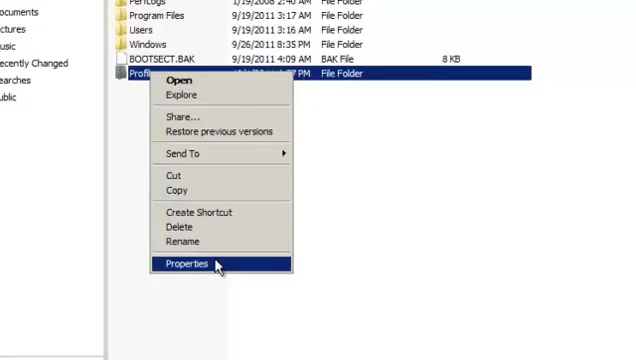 PerfLogs 1/19/2008 2:40 AM File Folder
Program Files 9/19/2011 3:17 AM File Folder
Users 9/19/2011 3:16 AM File Folder
Windows 9/26/2011 8:35 PM File Folder
BOOTSECT.BAK 9/19/2011 4:09 AM BAK File 8 KB
PM File Folder
ocuments
ictures
usic
ecently Changed
earches
ublic
Open
Explore
Share...
Restore previous versions
Send To
Cut
Copy
Create Shortcut
Delete
Rename
Properties